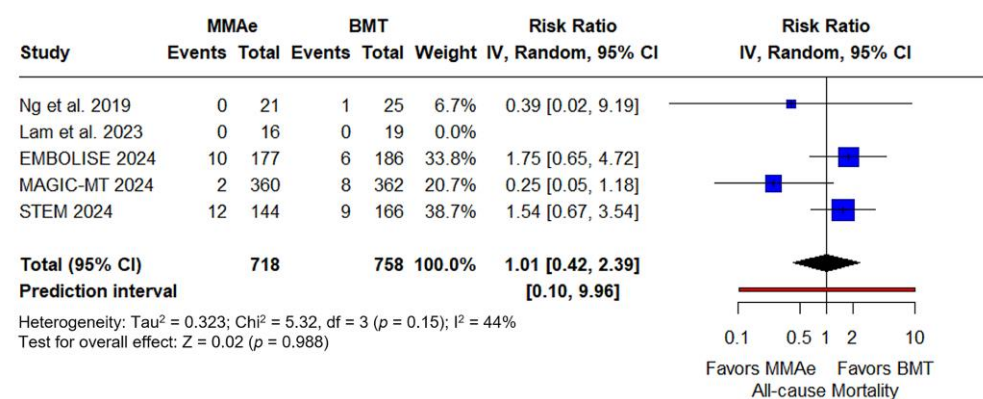 MMAe BMT Risk Ratio Risk Ratio
Study Events Total Events Total Weight IV, Random, 95% CI IV, Random, 95% CI
Ng et al. 2019 0 21 1 25 6.7% 0.39 [0.02, 9.19]
Lam et al. 2023 0 16 0 19 0.0%
EMBOLISE 2024 10 177 6 186 33.8% 1.75 [0.65, 4.72]
MAGIC-MT 2024 2 360 8 362 20.7% 0.25 [0.05, 1.18]
STEM 2024 12 144 9 166 38.7% 1.54 [0.67, 3.54]
Total (95% CI) 718 758 100.0% 1.01 [0.42, 2.39]
Prediction interval [0.10, 9.96]
Heterogeneity: Tau² = 0.323; Chi² = 5.32, df = 3 (p = 0.15); I² = 44%
Test for overall effect: Z = 0.02 (p = 0.988)
0.1 0.5 1 2 10
Favors MMAe Favors BMT
All-cause Mortality